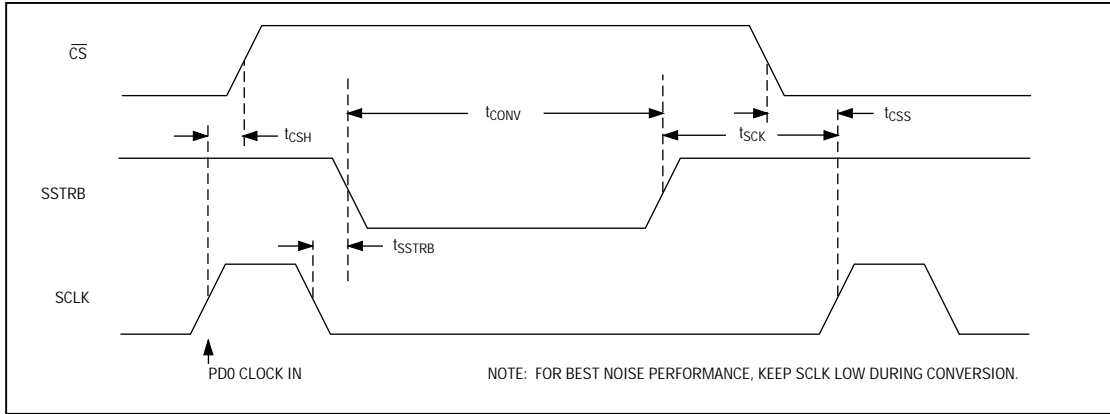 CS
tCONV
tCSS
tCSH
tSCK
SSTRB
tSSTRB
SCLK
PD0 CLOCK IN
NOTE: FOR BEST NOISE PERFORMANCE, KEEP SCLK LOW DURING CONVERSION.